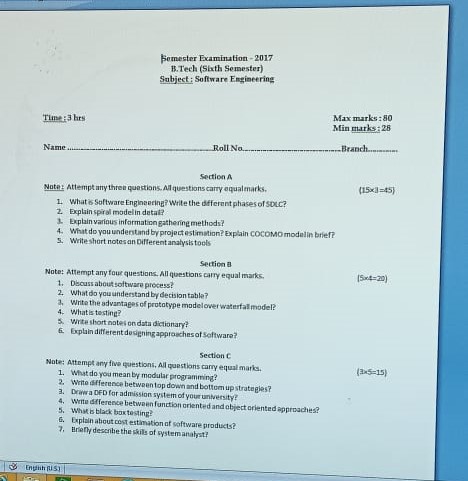 Semester Examination - 2017
B.Tech (Sixth Semester)
Subject : Software Engineering
Time : 3 hrs Max marks : 80
Min marks : 28
Name Roll No. Branch
Section A
Note : Attempt any three questions. All questions carry equal marks. (15×3=45)
1. What is Software Engineering? Write the different phases of SDLC?
2. Explain spiral model in detail?
3. Explain various information gathering methods?
4. What do you understand by project estimation? Explain COCOMO model in brief?
5. Write short notes on Different analysis tools
Section B
Note: Attempt any four questions. All questions carry equal marks. (5×4=20)
1. Discuss about software process?
2. What do you understand by decision table?
3. Write the advantages of prototype model over waterfall model?
4. What is testing?
5. Write short notes on data dictionary?
6. Explain different designing approaches of Software?
Section C
Note: Attempt any five questions. All questions carry equal marks. (3×5=15)
1. What do you mean by modular programming?
2. Write difference between top down and bottom up strategies?
3. Draw a DFD for admission system of your university?
4. Write difference between function oriented and object oriented approaches?
5. What is black box testing?
6. Explain about cost estimation of software products?
7. Briefly describe the skills of system analyst?
English (U.S.)